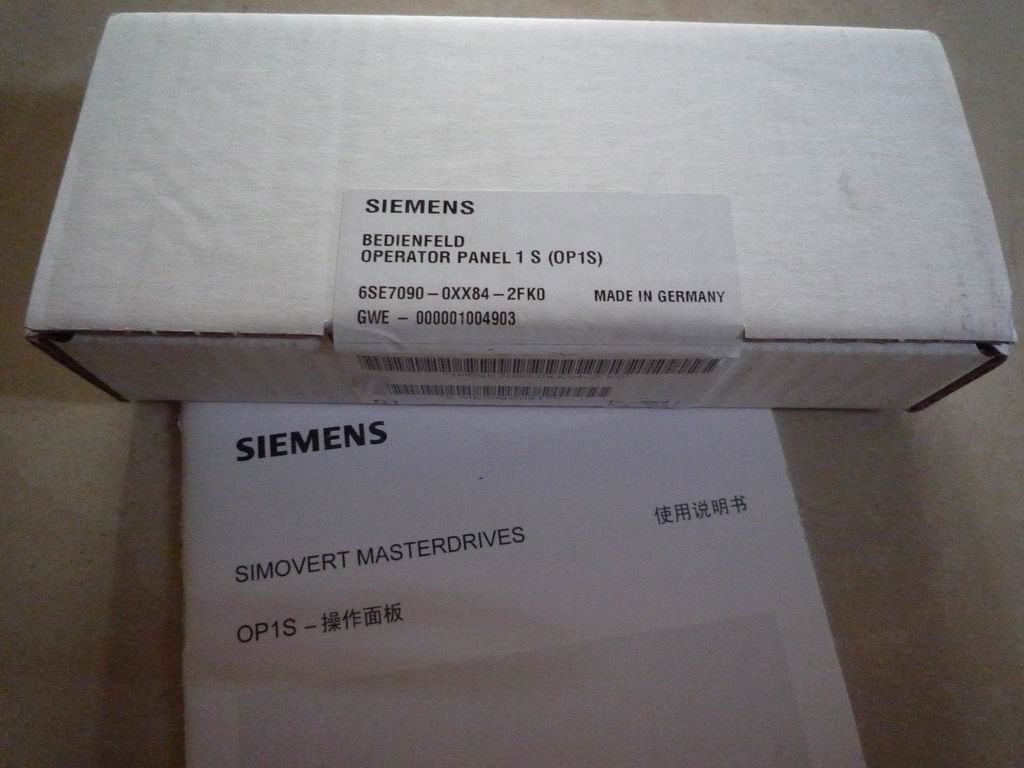 SIEMENS
BEDIENFELD
OPERATOR PANEL 1 S (OP1S)
6SE7090-0XX84-2FK0 MADE IN GERMANY
GWE - 000001004903
SIEMENS
使用说明书
SIMOVERT MASTERDRIVES
OP1S – 操作面板